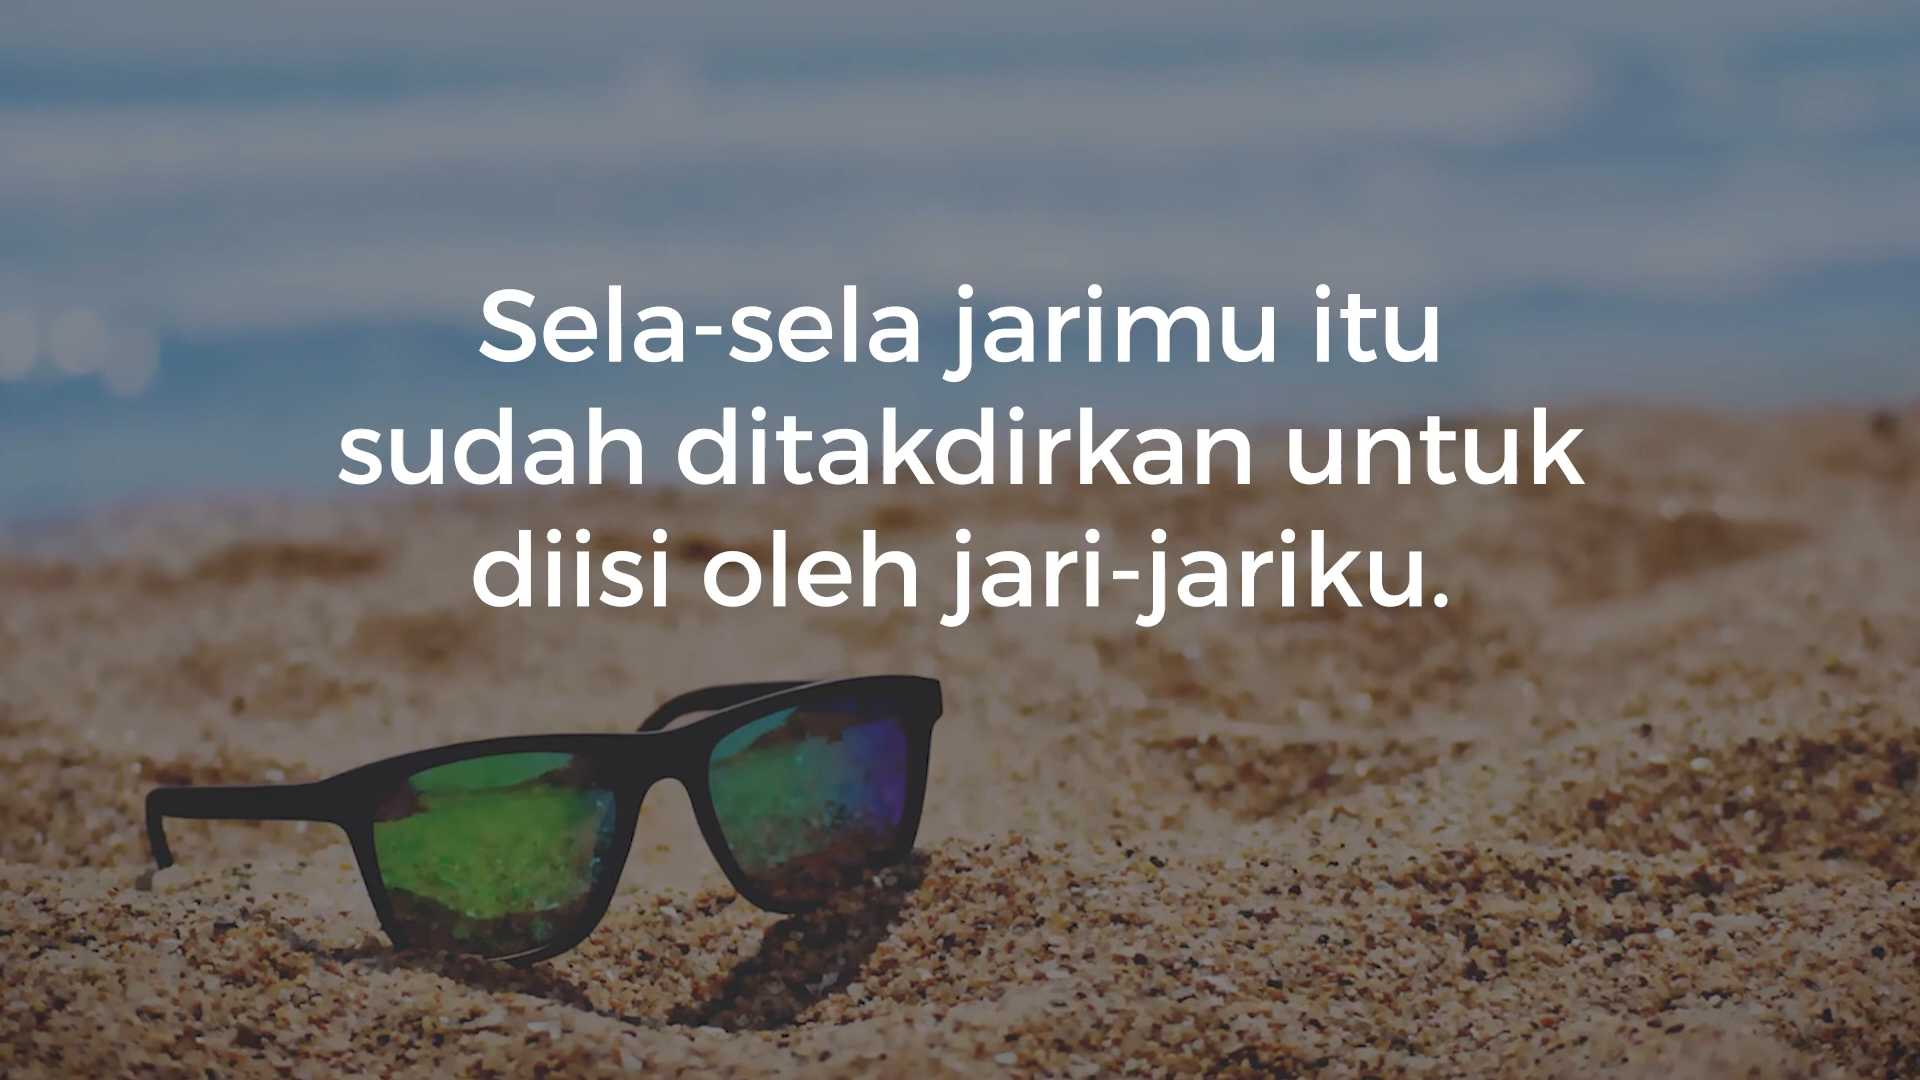 Sela-sela jarimu itu
sudah ditakdirkan untuk
diisi oleh jari-jariku.